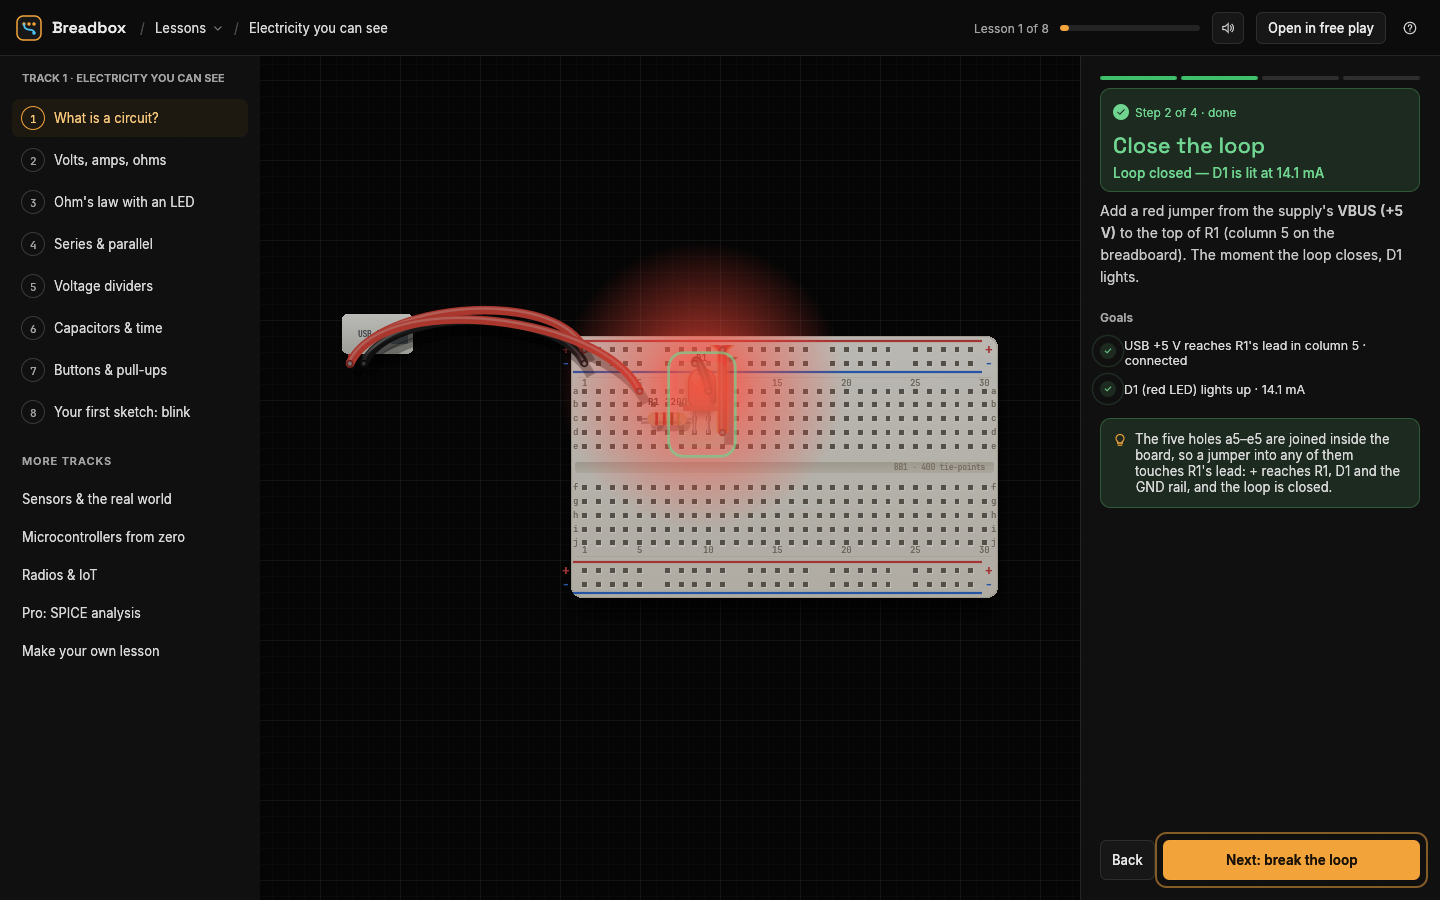 Breadbox / Lessons / Electricity you can see
Lesson 1 of 8
Open in free play
TRACK 1 · ELECTRICITY YOU CAN SEE
1 What is a circuit?
2 Volts, amps, ohms
3 Ohm's law with an LED
4 Series & parallel
5 Voltage dividers
6 Capacitors & time
7 Buttons & pull-ups
8 Your first sketch: blink
MORE TRACKS
Sensors & the real world
Microcontrollers from zero
Radios & IoT
Pro: SPICE analysis
Make your own lesson
USB
+ +
- -
1 5 15 20 25 30
a a
b b
c c
d d
e e
R1 220Ω
BB1 · 400 tie-points
f f
g g
h h
i i
j j
1 5 10 15 20 25 30
+ +
- -
Step 2 of 4 · done
Close the loop
Loop closed — D1 is lit at 14.1 mA
Add a red jumper from the supply's VBUS (+5
V) to the top of R1 (column 5 on the
breadboard). The moment the loop closes, D1
lights.
Goals
USB +5 V reaches R1's lead in column 5 ·
connected
D1 (red LED) lights up · 14.1 mA
The five holes a5–e5 are joined inside the
board, so a jumper into any of them
touches R1's lead: + reaches R1, D1 and the
GND rail, and the loop is closed.
Back
Next: break the loop